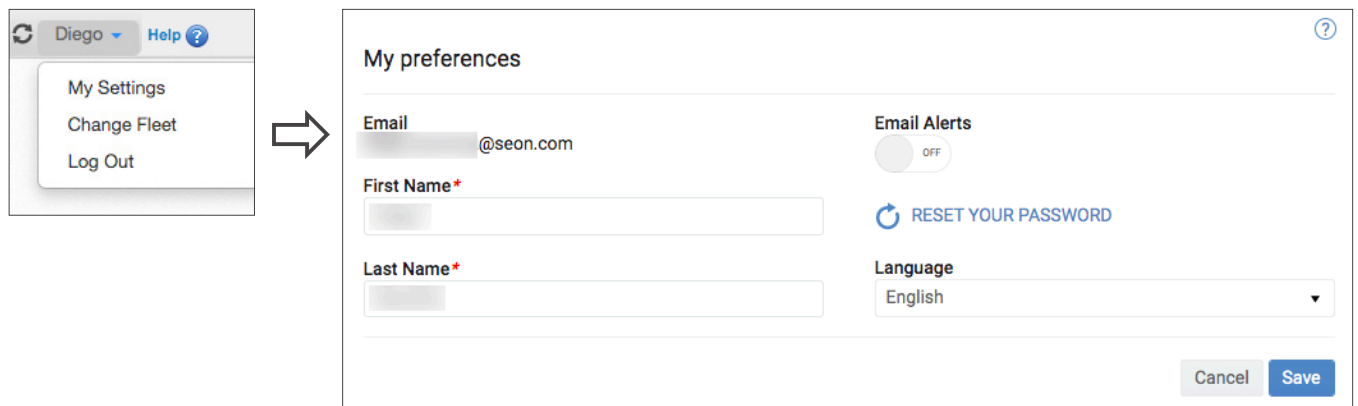 Diego Help ?
My Settings
Change Fleet
Log Out
?
My preferences
Email
@seon.com
First Name*
Last Name*
Email Alerts
OFF
RESET YOUR PASSWORD
Language
English
Cancel Save